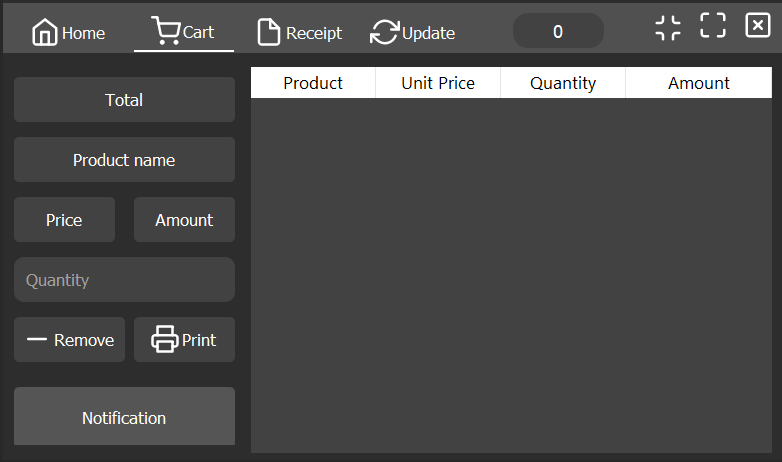 Home Cart Receipt Update 0
Total
Product name
Price Amount
Quantity
Remove Print
Notification
Product Unit Price Quantity Amount